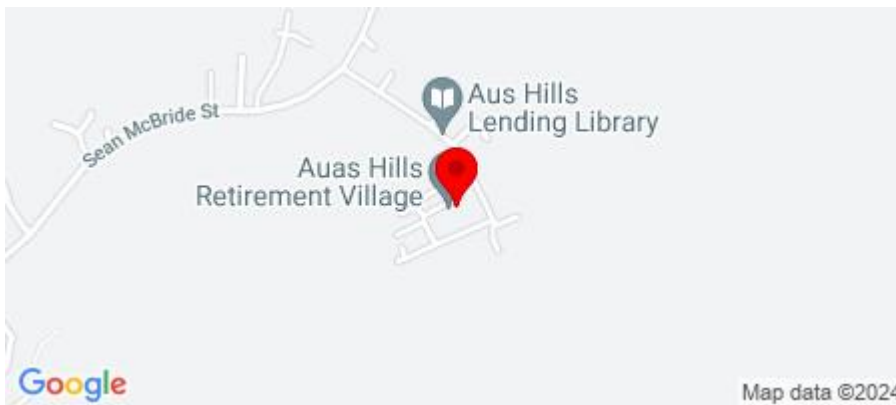 Aus Hills
Lending Library
Sean McBride St
Auas Hills
Retirement Village
Google
Map data ©2024